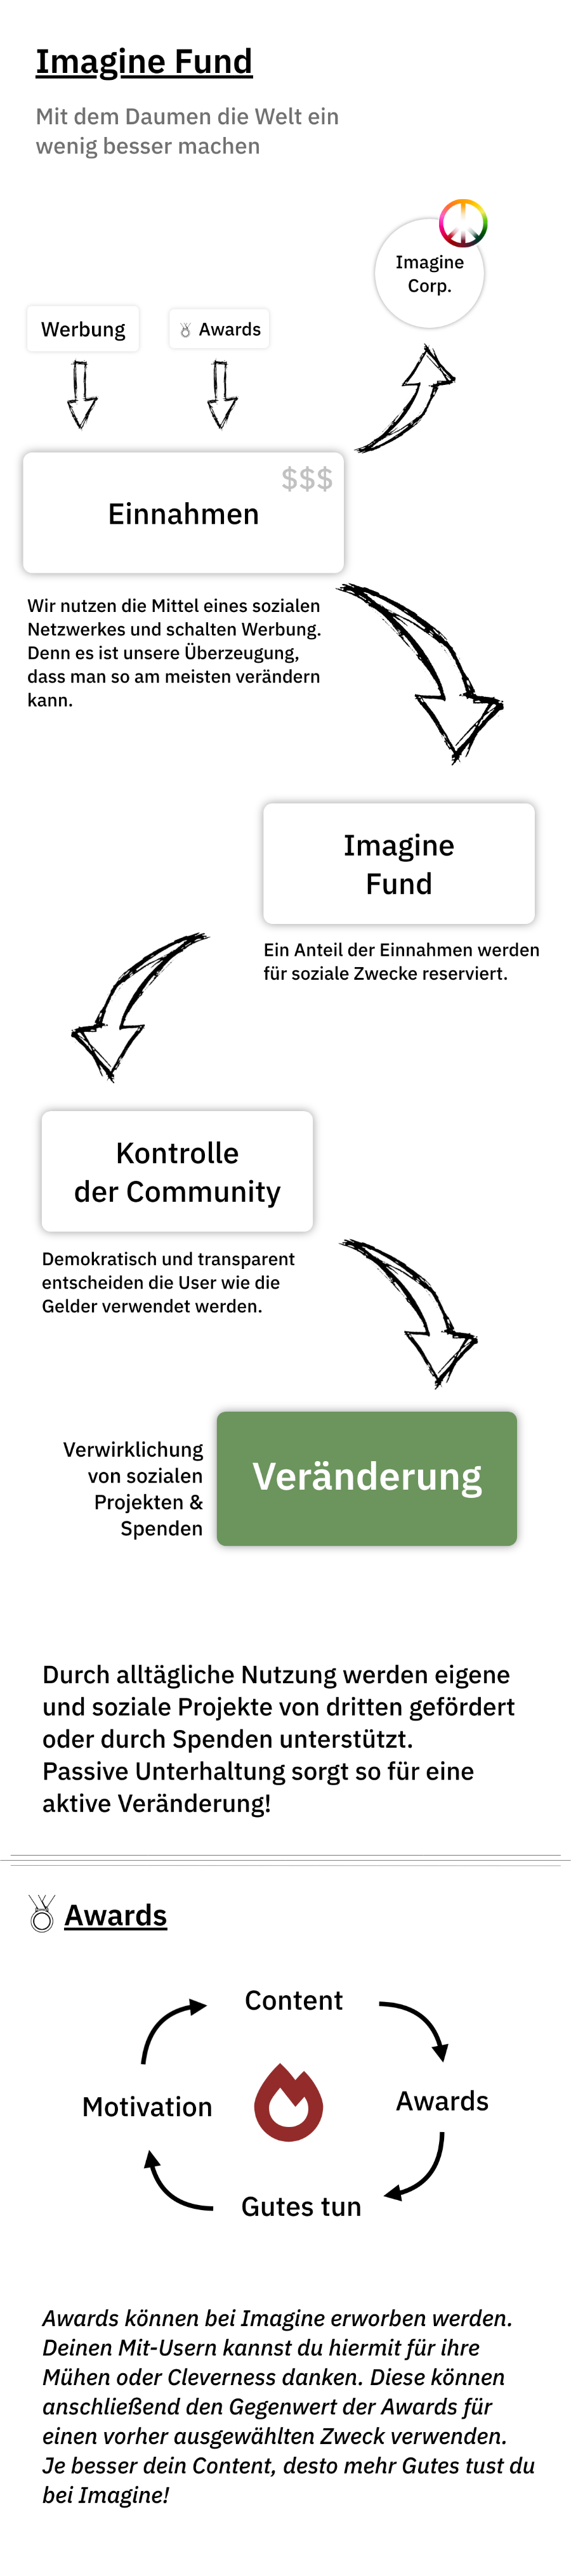 Imagine Fund
Mit dem Daumen die Welt ein
wenig besser machen
Imagine
Corp.
Werbung
Awards
$$$
Einnahmen
Wir nutzen die Mittel eines sozialen
Netzwerkes und schalten Werbung.
Denn es ist unsere Überzeugung,
dass man so am meisten verändern
kann.
Imagine
Fund
Ein Anteil der Einnahmen werden
für soziale Zwecke reserviert.
Kontrolle
der Community
Demokratisch und transparent
entscheiden die User wie die
Gelder verwendet werden.
Verwirklichung
von sozialen
Projekten &
Spenden
Veränderung
Durch alltägliche Nutzung werden eigene
und soziale Projekte von dritten gefördert
oder durch Spenden unterstützt.
Passive Unterhaltung sorgt so für eine
aktive Veränderung!
Awards
Content
Motivation
Awards
Gutes tun
Awards können bei Imagine erworben werden.
Deinen Mit-Usern kannst du hiermit für ihre
Mühen oder Cleverness danken. Diese können
anschließend den Gegenwert der Awards für
einen vorher ausgewählten Zweck verwenden.
Je besser dein Content, desto mehr Gutes tust du
bei Imagine!